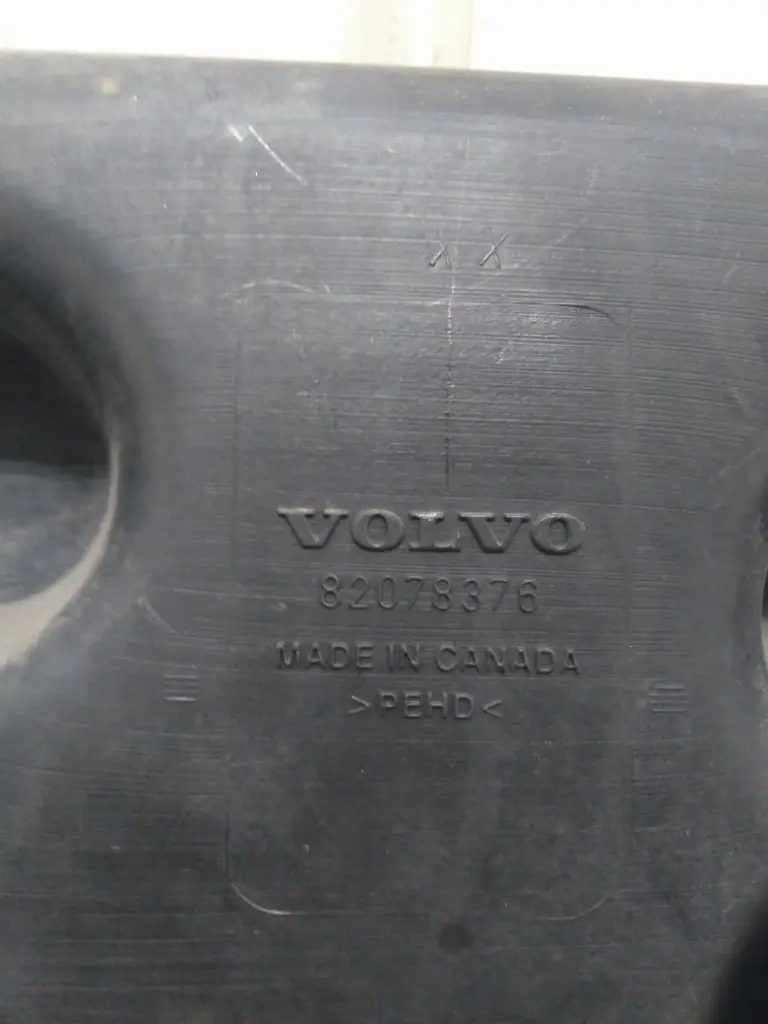 X X
VOLVO
82078376
MADE IN CANADA
>PEHD<